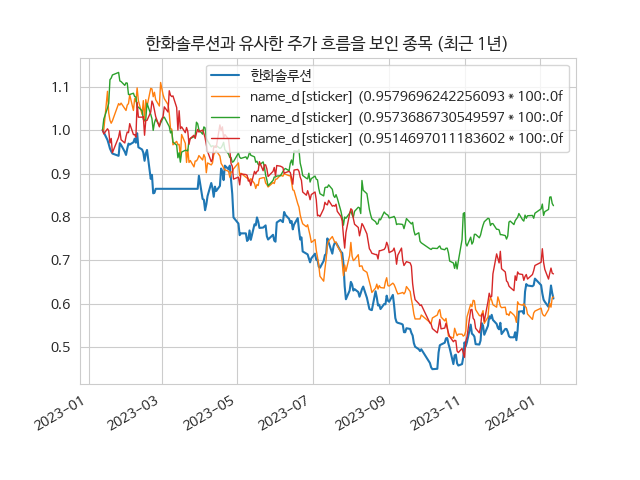 한화솔루션과 유사한 주가 흐름을 보인 종목 (최근 1년)
한화솔루션
name_d[sticker] (0.9579696242256093 * 100:.0f
name_d[sticker] (0.9573686730549597 * 100:.0f
name_d[sticker] (0.9514697011183602 * 100:.0f
1.1
1.0
0.9
0.8
0.7
0.6
0.5
2023-01
2023-03
2023-05
2023-07
2023-09
2023-11
2024-01